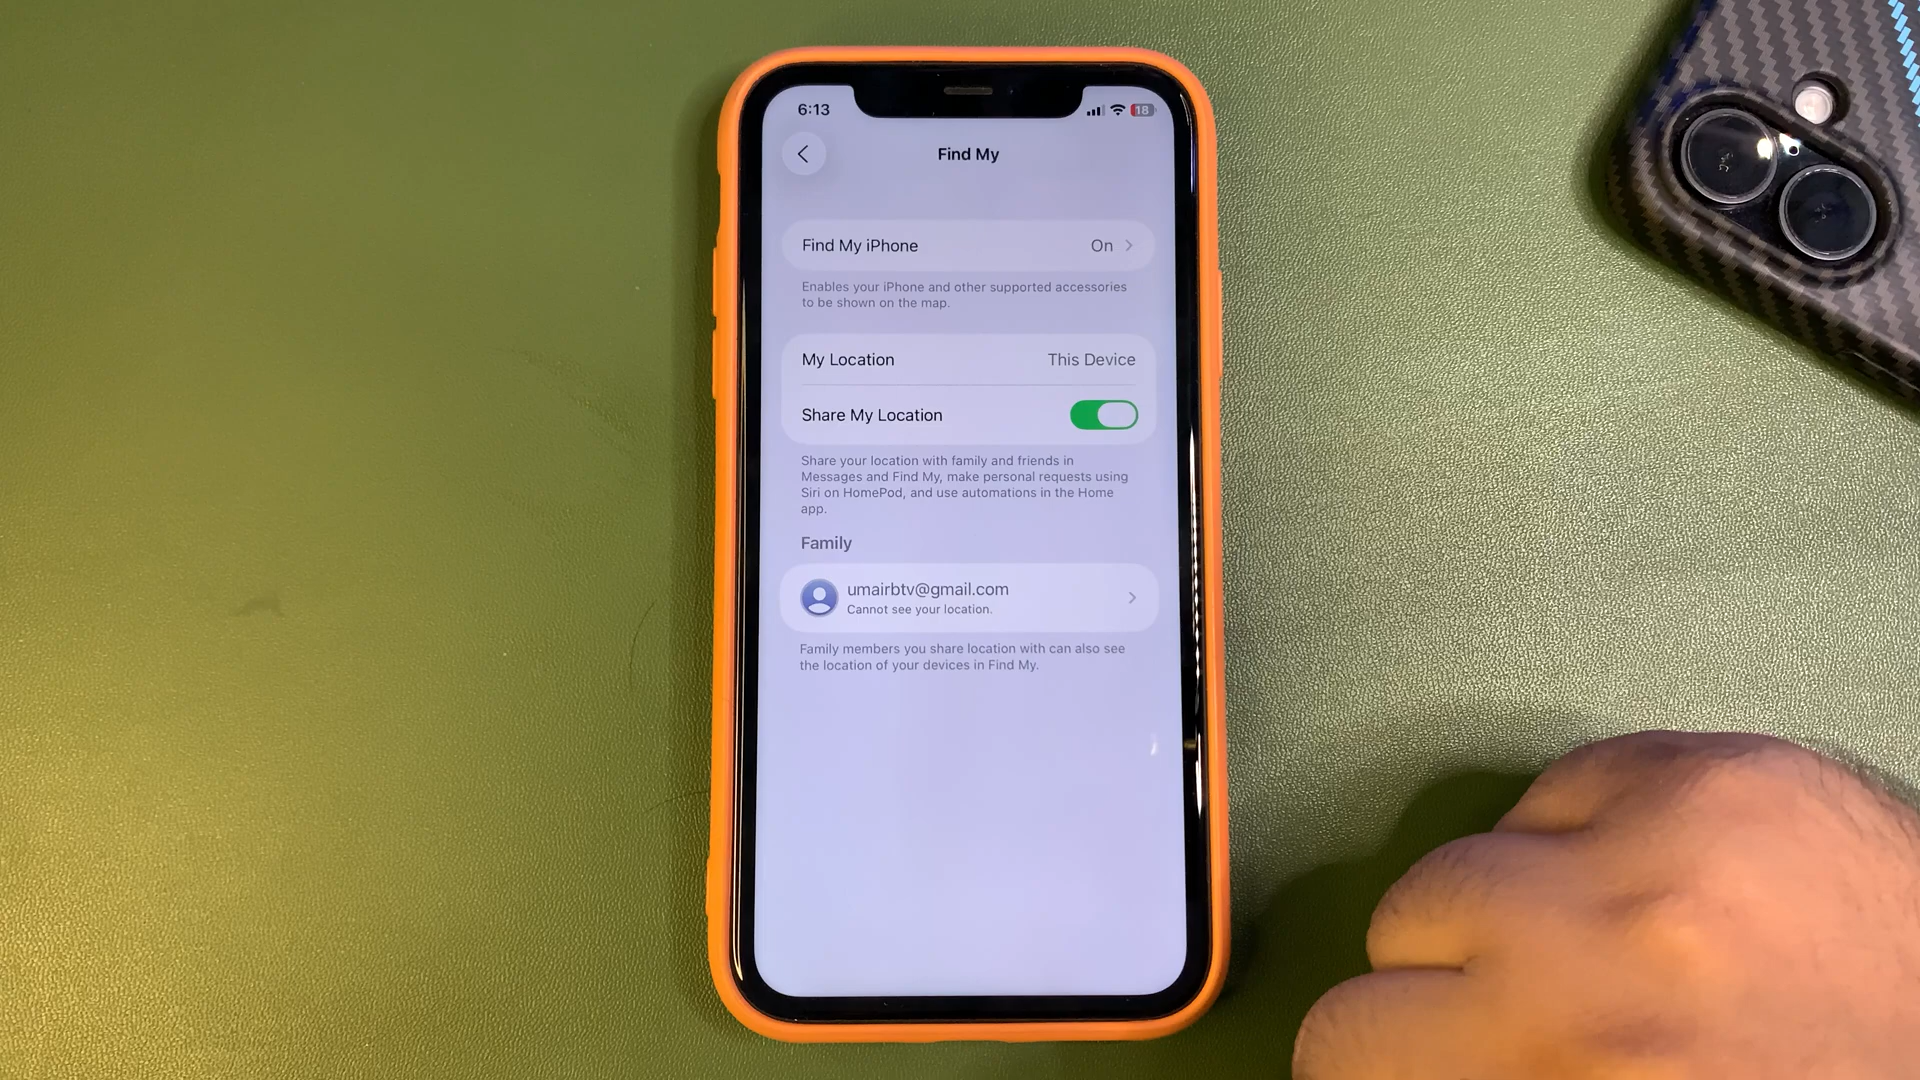 6:13
18
Find My
Find My iPhone
On
Enables your iPhone and other supported accessories
to be shown on the map.
My Location
This Device
Share My Location
Share your location with family and friends in
Messages and Find My, make personal requests using
Siri on HomePod, and use automations in the Home
app.
Family
umairbtv@gmail.com
Cannot see your location.
Family members you share location with can also see
the location of your devices in Find My.